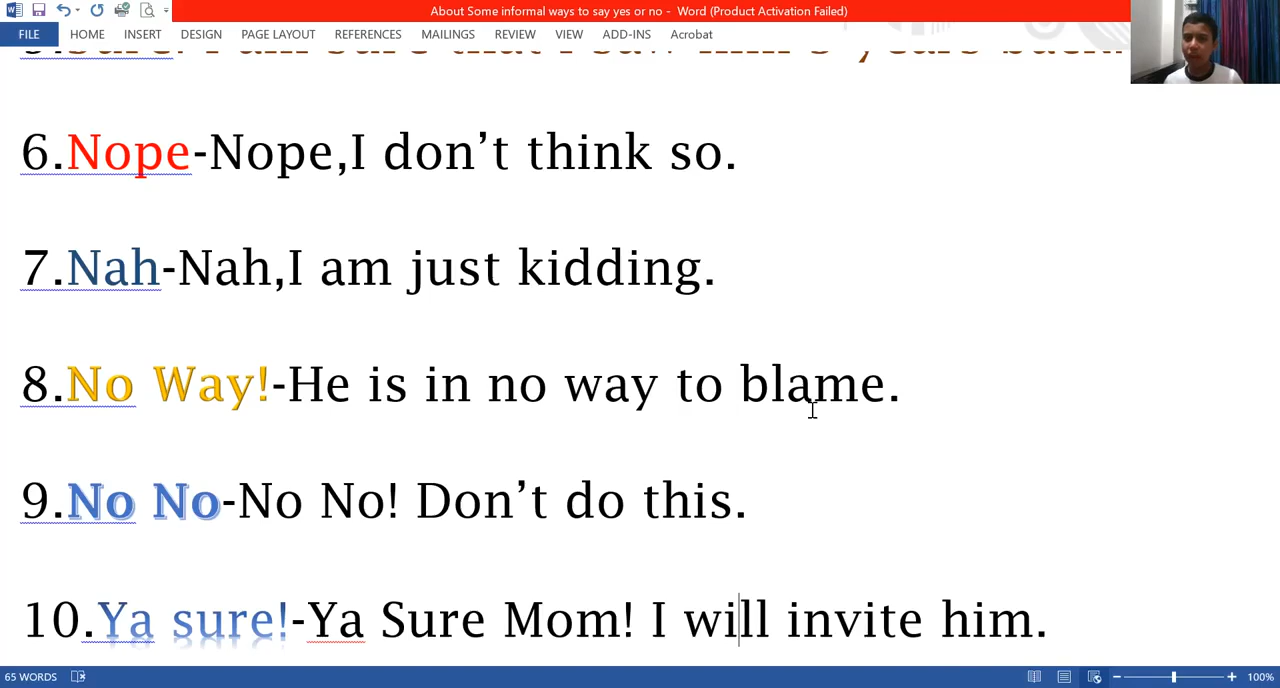 About Some informal ways to say yes or no - Word (Product Activation Failed)
FILE HOME INSERT DESIGN PAGE LAYOUT REFERENCES MAILINGS REVIEW VIEW ADD-INS Acrobat
6.Nope-Nope,I don’t think so.
7.Nah-Nah,I am just kidding.
8.No Way!-He is in no way to blame.
9.No No-No No! Don’t do this.
10.Ya sure!-Ya Sure Mom! I will invite him.
65 WORDS 100%